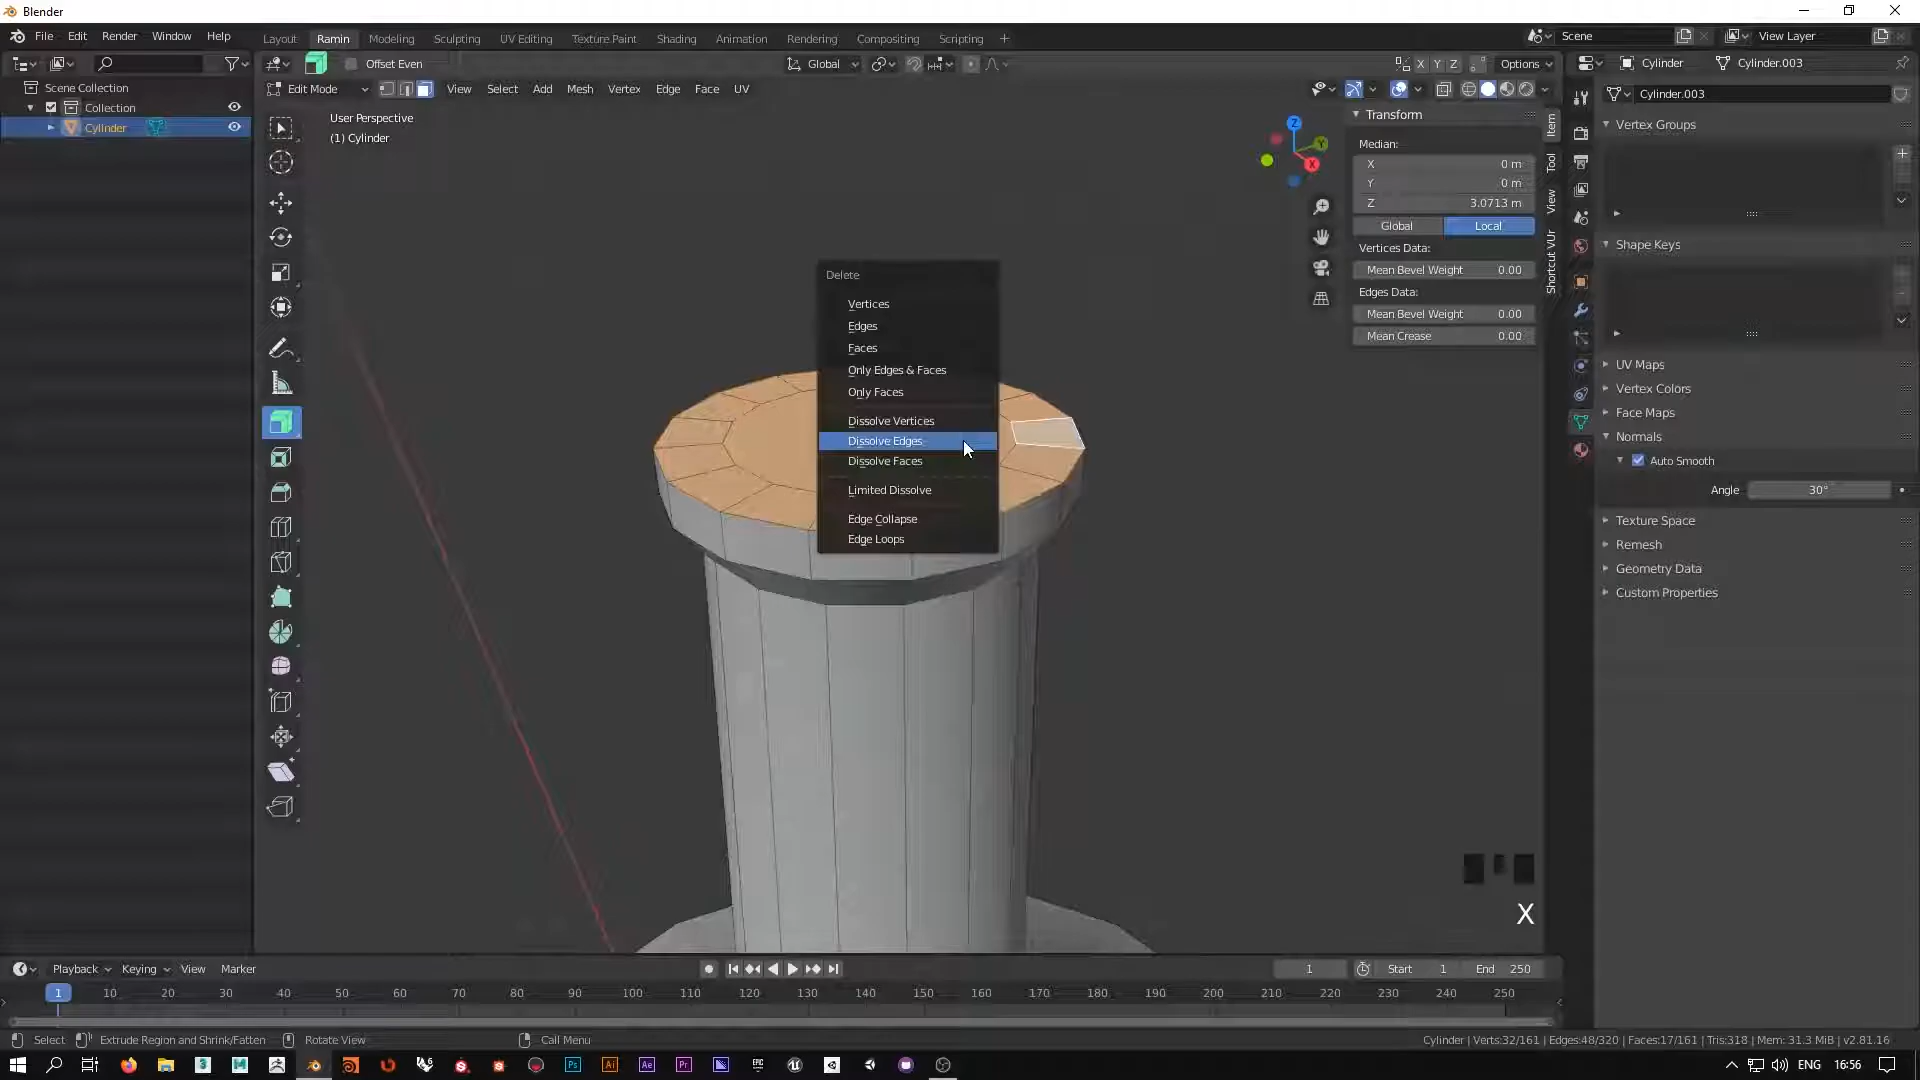 Blender
File Edit Render Window Help
Layout Ramin Modeling Sculpting UV Editing Texture Paint Shading Animation Rendering Compositing Scripting +
Scene
View Layer
Offset Even
Global
X Y Z
Options
Cylinder
Cylinder.003
Scene Collection
Collection
Cylinder
Edit Mode
View Select Add Mesh Vertex Edge Face UV
User Perspective
(1) Cylinder
Z
Y
X
Transform
Median:
X 0 m
Y 0 m
Z 3.0713 m
Global Local
Vertices Data:
Mean Bevel Weight 0.00
Edges Data:
Mean Bevel Weight 0.00
Mean Crease 0.00
Item
Tool
View
Shortcut VUr
Cylinder.003
Vertex Groups
Shape Keys
UV Maps
Vertex Colors
Face Maps
Normals
Auto Smooth
Angle 30°
Texture Space
Remesh
Geometry Data
Custom Properties
Delete
Vertices
Edges
Faces
Only Edges & Faces
Only Faces
Dissolve Vertices
Dissolve Edges
Dissolve Faces
Limited Dissolve
Edge Collapse
Edge Loops
X
Playback Keying View Marker
1
Start 1
End 250
1 10 20 30 40 50 60 70 80 90 100 110 120 130 140 150 160 170 180 190 200 210 220 230 240 250
Select
Extrude Region and Shrink/Fatten
Rotate View
Call Menu
Cylinder | Verts:32/161 | Edges:48/320 | Faces:17/161 | Tris:318 | Mem: 31.3 MiB | v2.81.16
Ps Ai Ae Pr
EPIC
ENG 16:56